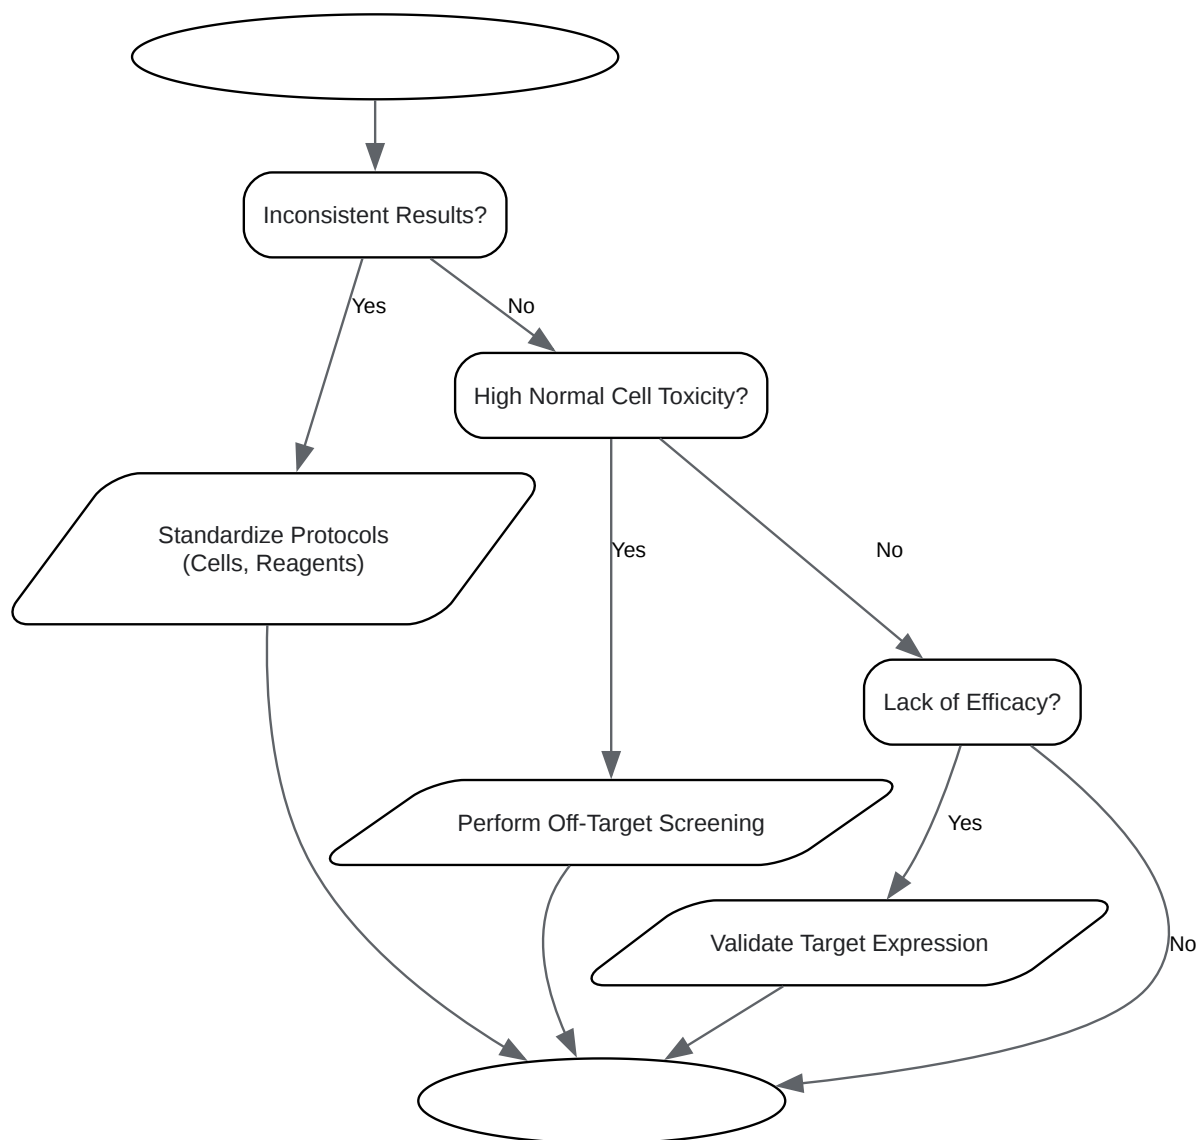 Inconsistent Results?
Yes
No
High Normal Cell Toxicity?
Standardize Protocols
(Cells, Reagents)
Yes
No
Lack of Efficacy?
Perform Off-Target Screening
Yes
Validate Target Expression
No